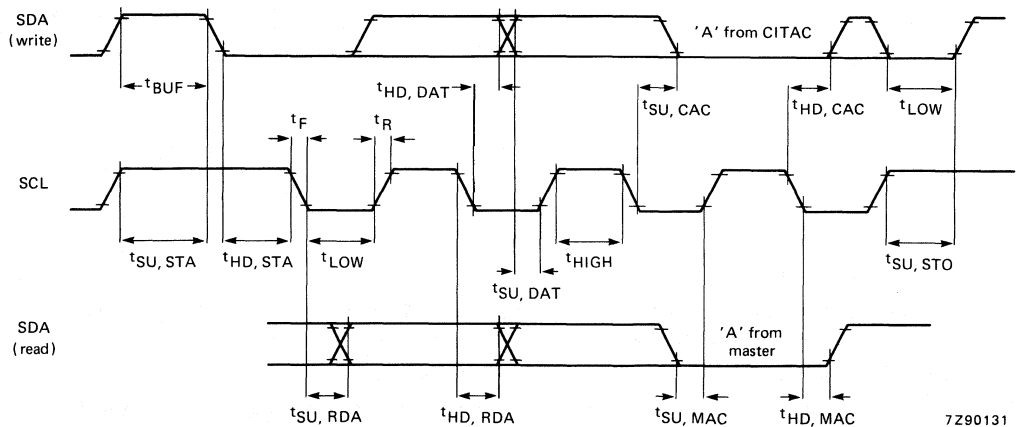 SDA
(write)
'A' from CITAC
tBUF
tHD, DAT
tSU, CAC
tHD, CAC
tLOW
tF
tR
SCL
tSU, STA
tHD, STA
tLOW
tSU, DAT
tHIGH
tSU, STO
SDA
(read)
'A' from
master
tSU, RDA
tHD, RDA
tSU, MAC
tHD, MAC
7Z90131